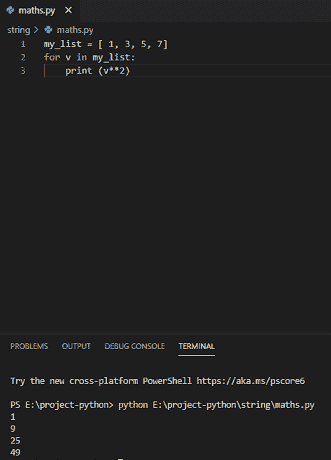 maths.py ×
string > maths.py
1 my_list = [ 1, 3, 5, 7]
2 for v in my_list:
3     print (v**2)
PROBLEMS OUTPUT DEBUG CONSOLE TERMINAL
Try the new cross-platform PowerShell https://aka.ms/pscore6
PS E:\project-python> python E:\project-python\string\maths.py
1
9
25
49